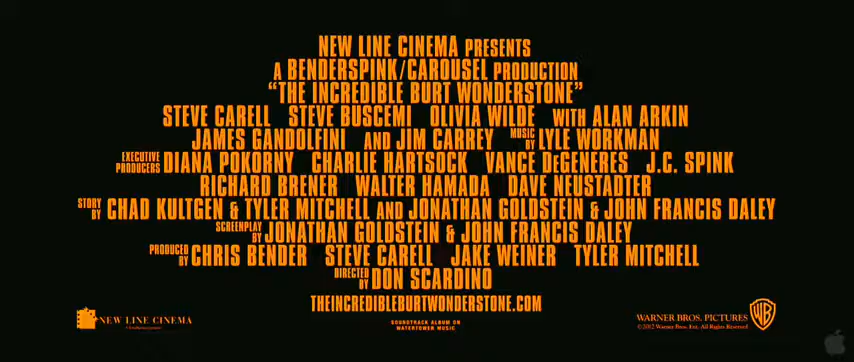 NEW LINE CINEMA PRESENTS
A BENDERSPINK/CAROUSEL PRODUCTION
“THE INCREDIBLE BURT WONDERSTONE”
STEVE CARELL STEVE BUSCEMI OLIVIA WILDE WITH ALAN ARKIN
JAMES GANDOLFINI AND JIM CARREY MUSIC BY LYLE WORKMAN
EXECUTIVE PRODUCERS DIANA POKORNY CHARLIE HARTSOCK VANCE DeGENERES J.C. SPINK
RICHARD BRENER WALTER HAMADA DAVE NEUSTADTER
STORY BY CHAD KULTGEN & TYLER MITCHELL AND JONATHAN GOLDSTEIN & JOHN FRANCIS DALEY
SCREENPLAY BY JONATHAN GOLDSTEIN & JOHN FRANCIS DALEY
PRODUCED BY CHRIS BENDER STEVE CARELL JAKE WEINER TYLER MITCHELL
DIRECTED BY DON SCARDINO
THEINCREDIBLEBURTWONDERSTONE.COM
NEW LINE CINEMA
SOUNDTRACK ALBUM ON
WATERTOWER MUSIC
WARNER BROS. PICTURES
©2012 Warner Bros. Ent. All Rights Reserved
WB